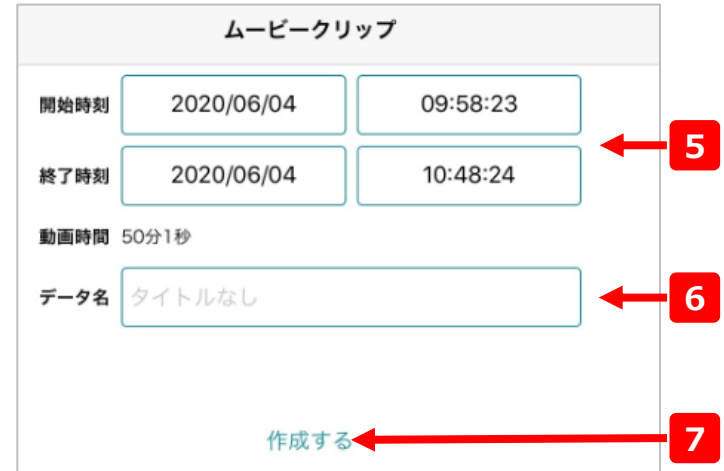 ムービークリップ
開始時刻 2020/06/04 09:58:23
5
終了時刻 2020/06/04 10:48:24
動画時間 50分1秒
データ名 タイトルなし
6
作成する
7